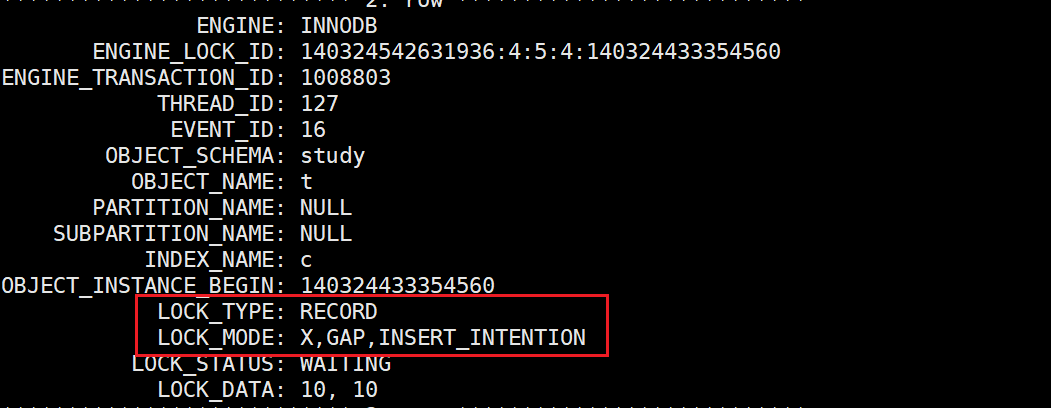 *************************** 2. row ***************************
ENGINE: INNODB
ENGINE_LOCK_ID: 140324542631936:4:5:4:140324433354560
ENGINE_TRANSACTION_ID: 1008803
THREAD_ID: 127
EVENT_ID: 16
OBJECT_SCHEMA: study
OBJECT_NAME: t
PARTITION_NAME: NULL
SUBPARTITION_NAME: NULL
INDEX_NAME: c
OBJECT_INSTANCE_BEGIN: 140324433354560
LOCK_TYPE: RECORD
LOCK_MODE: X,GAP,INSERT_INTENTION
LOCK_STATUS: WAITING
LOCK_DATA: 10, 10